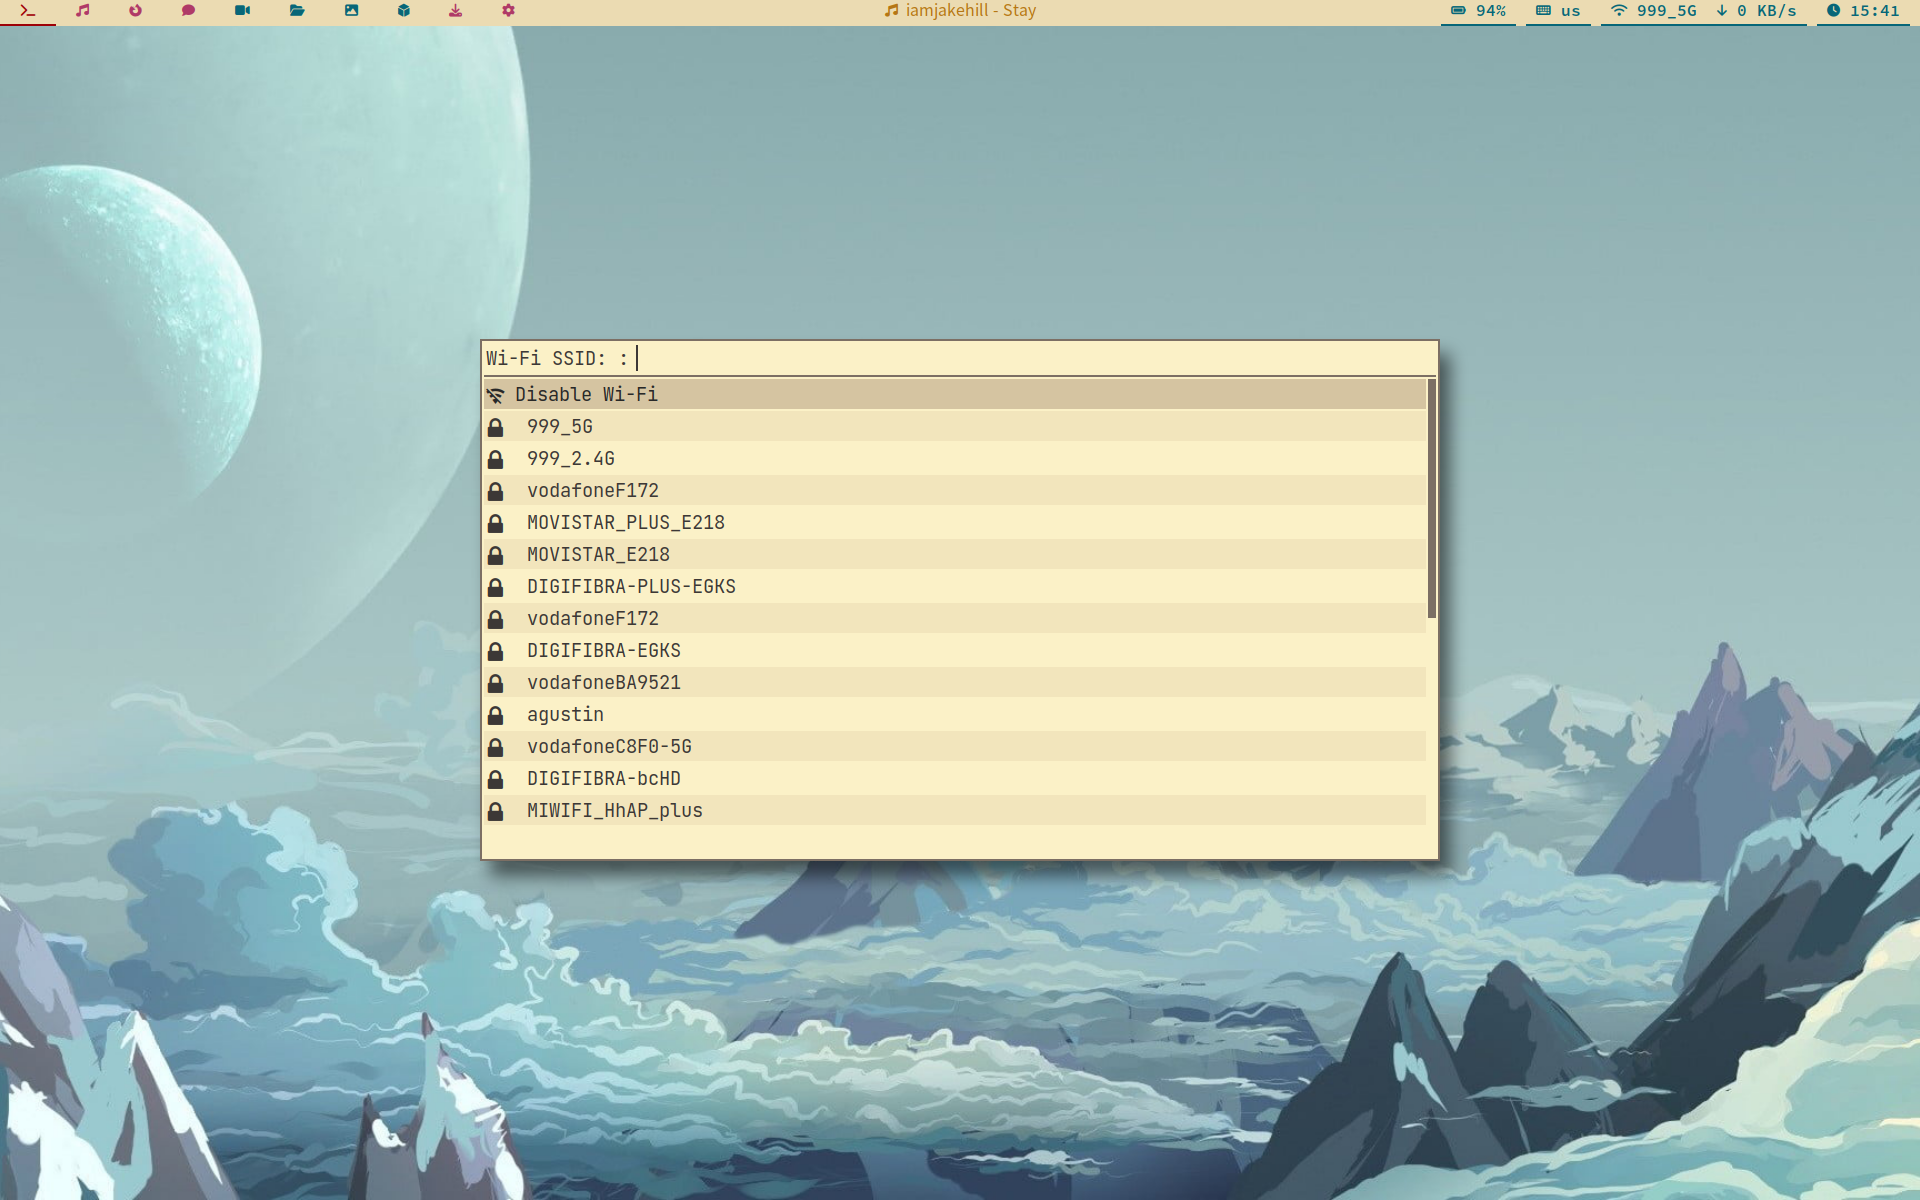 iamjakehill - Stay
94%
us
999_5G
0 KB/s
15:41
Wi-Fi SSID: :
Disable Wi-Fi
999_5G
999_2.4G
vodafoneF172
MOVISTAR_PLUS_E218
MOVISTAR_E218
DIGIFIBRA-PLUS-EGKS
vodafoneF172
DIGIFIBRA-EGKS
vodafoneBA9521
agustin
vodafoneC8F0-5G
DIGIFIBRA-bcHD
MIWIFI_HhAP_plus